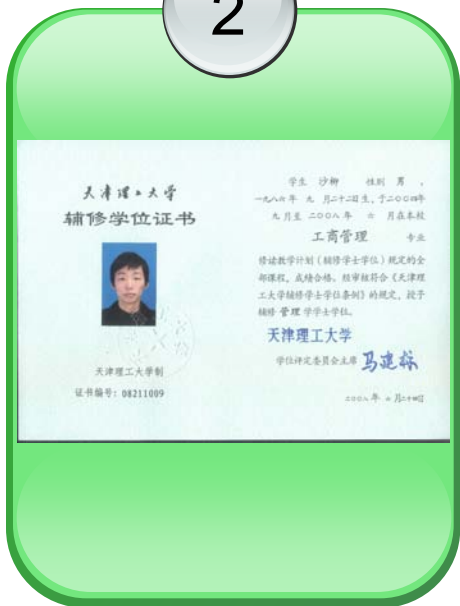 2
天津理工大学
辅修学位证书
天津理工大学制
证书编号: 08211009
学生 沙柳 性别 男 ,
一九八六年 九 月二十二日生, 于二〇〇四年
九月至 二〇〇八年 六 月在本校
工商管理 专业
修读教学计划 (辅修学士学位) 规定的全
部课程, 成绩合格, 经审核符合《天津理
工大学辅修学士学位条例》的规定, 授予
辅修 管理 学学士学位。
天津理工大学
学位评定委员会主席 马建标
二〇〇八年 六 月二十四日